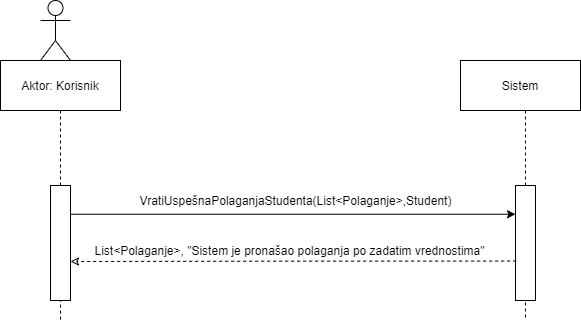 Aktor: Korisnik
Sistem
VratiUspešnaPolaganjaStudenta(List<Polaganje>,Student)
List<Polaganje>, "Sistem je pronašao polaganja po zadatim vrednostima"